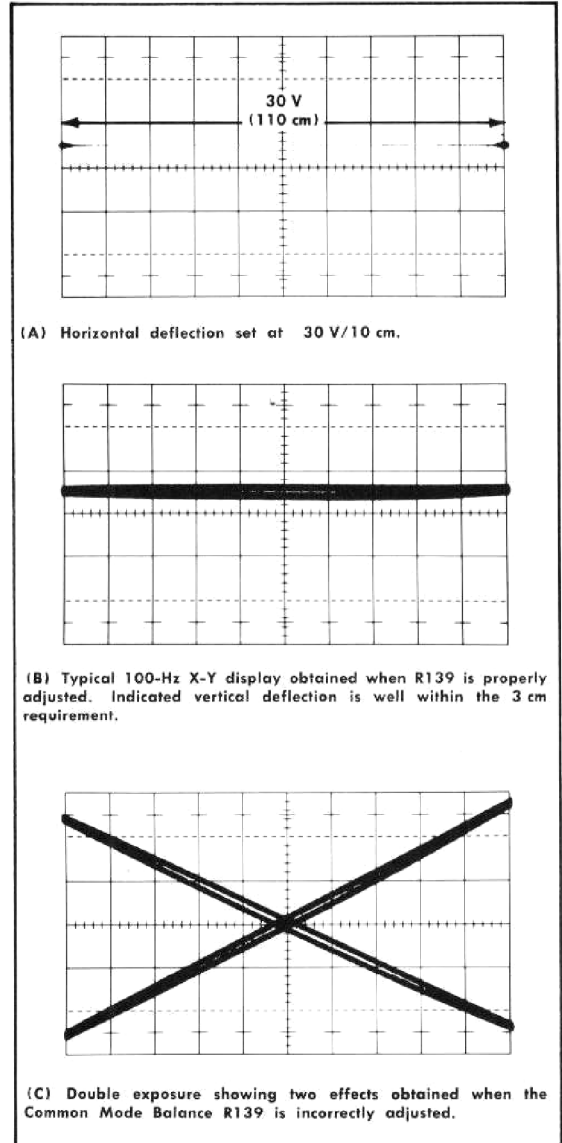 30 V
(110 cm)
(A) Horizontal deflection set at 30 V/10 cm.
(B) Typical 100-Hz X-Y display obtained when R139 is properly
adjusted. Indicated vertical deflection is well within the 3 cm
requirement.
(C) Double exposure showing two effects obtained when the
Common Mode Balance R139 is incorrectly adjusted.